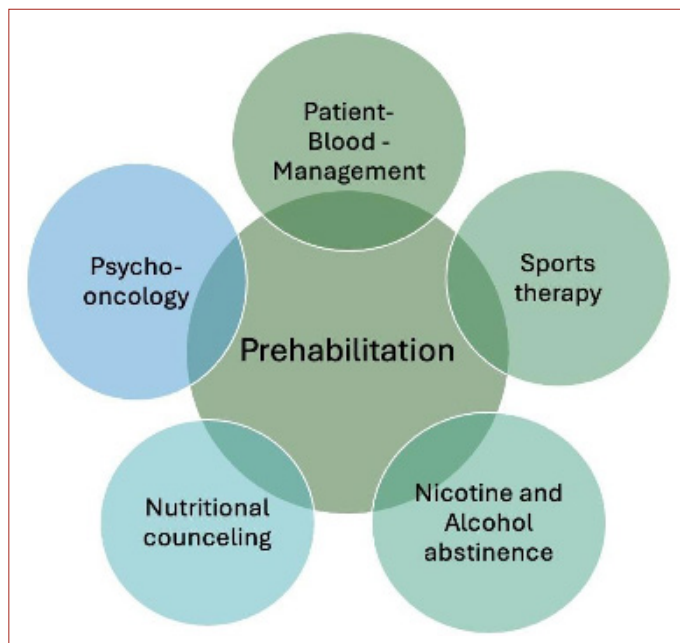 Patient-
Blood -
Management
Psycho-
oncology
Sports
therapy
Prehabilitation
Nutritional
counceling
Nicotine and
Alcohol
abstinence